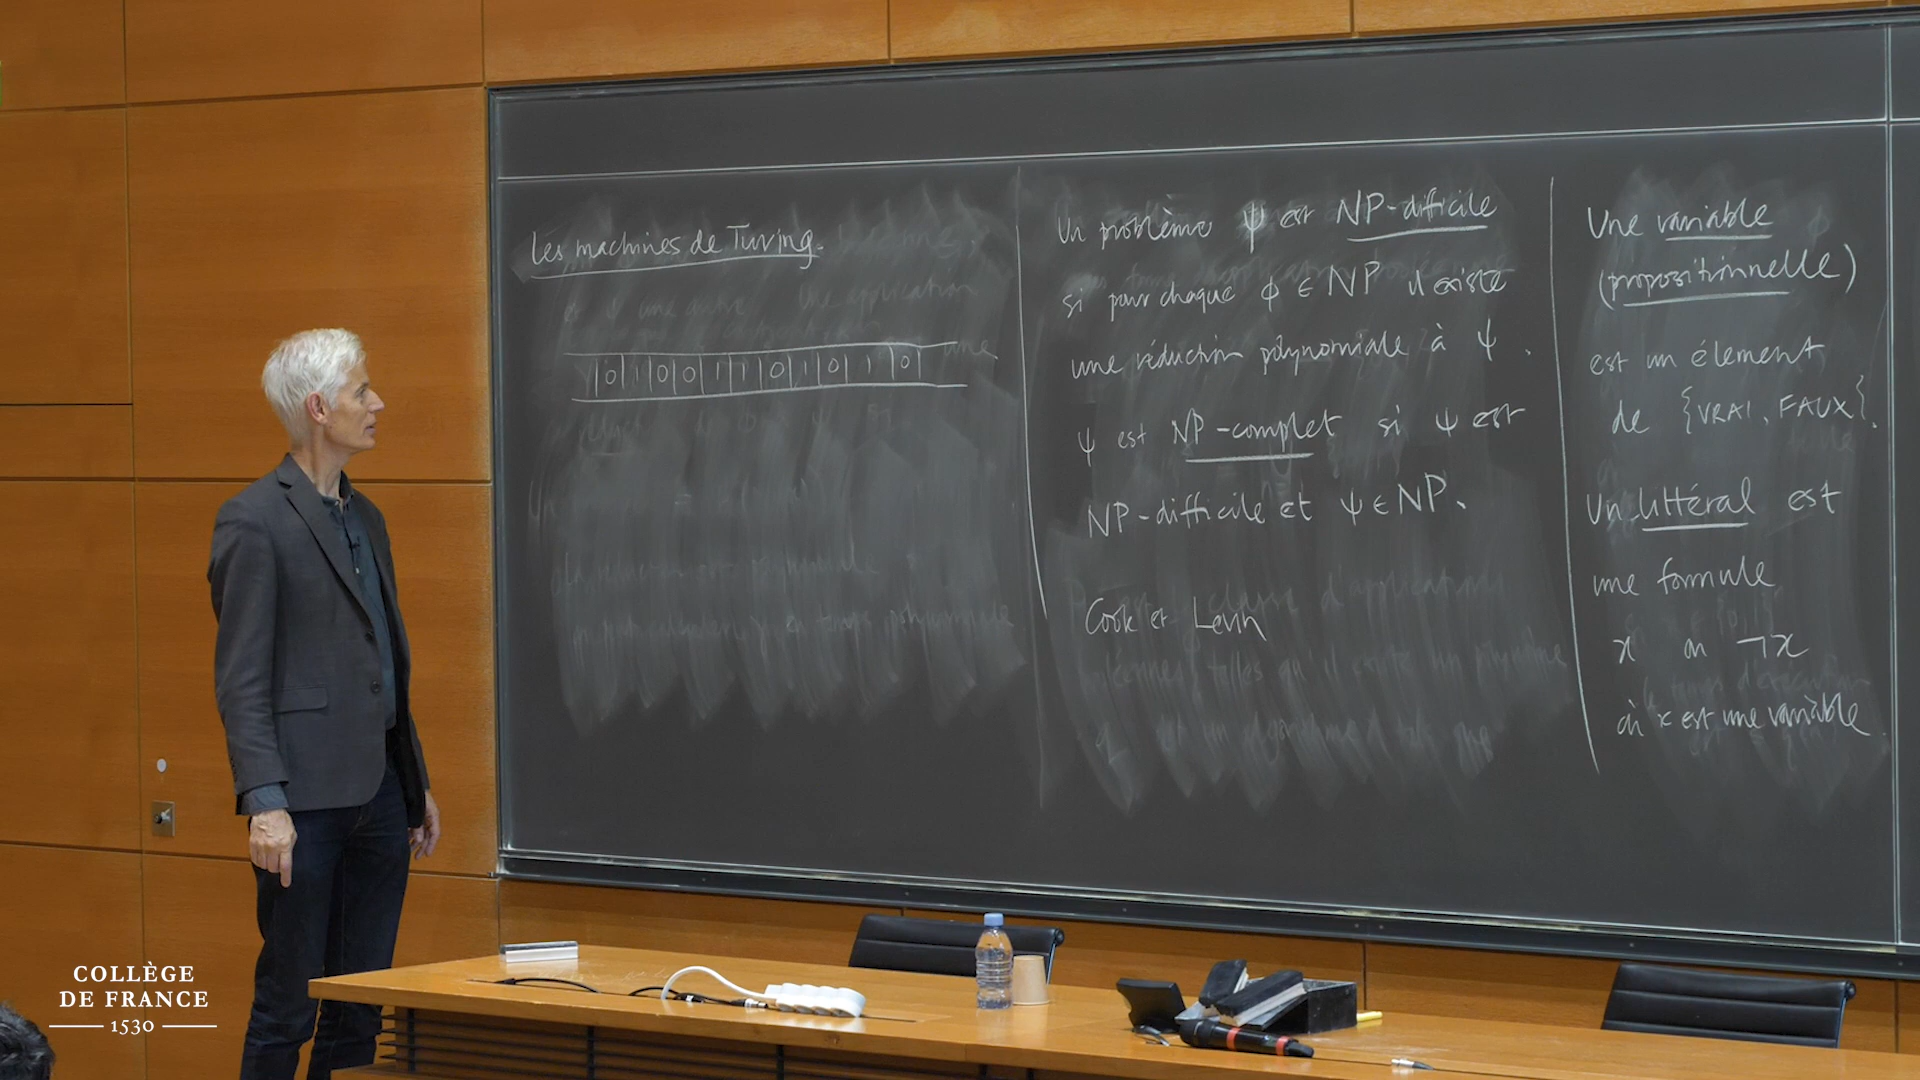 Les machines de Turing.
0 1 0 0 1 1 0 1 0 1 0
Un problème ψ est NP-difficile
si pour chaque ϕ ∈ NP il existe
une réduction polynomiale à ψ.
ψ est NP-complet si ψ est
NP-difficile et ψ ∈ NP.
Cook et Levin
Une variable
(propositionnelle)
est un élément
de {VRAI, FAUX}.
Un littéral est
une formule
x ou ¬x
où x est une variable.
COLLÈGE
DE FRANCE
1530